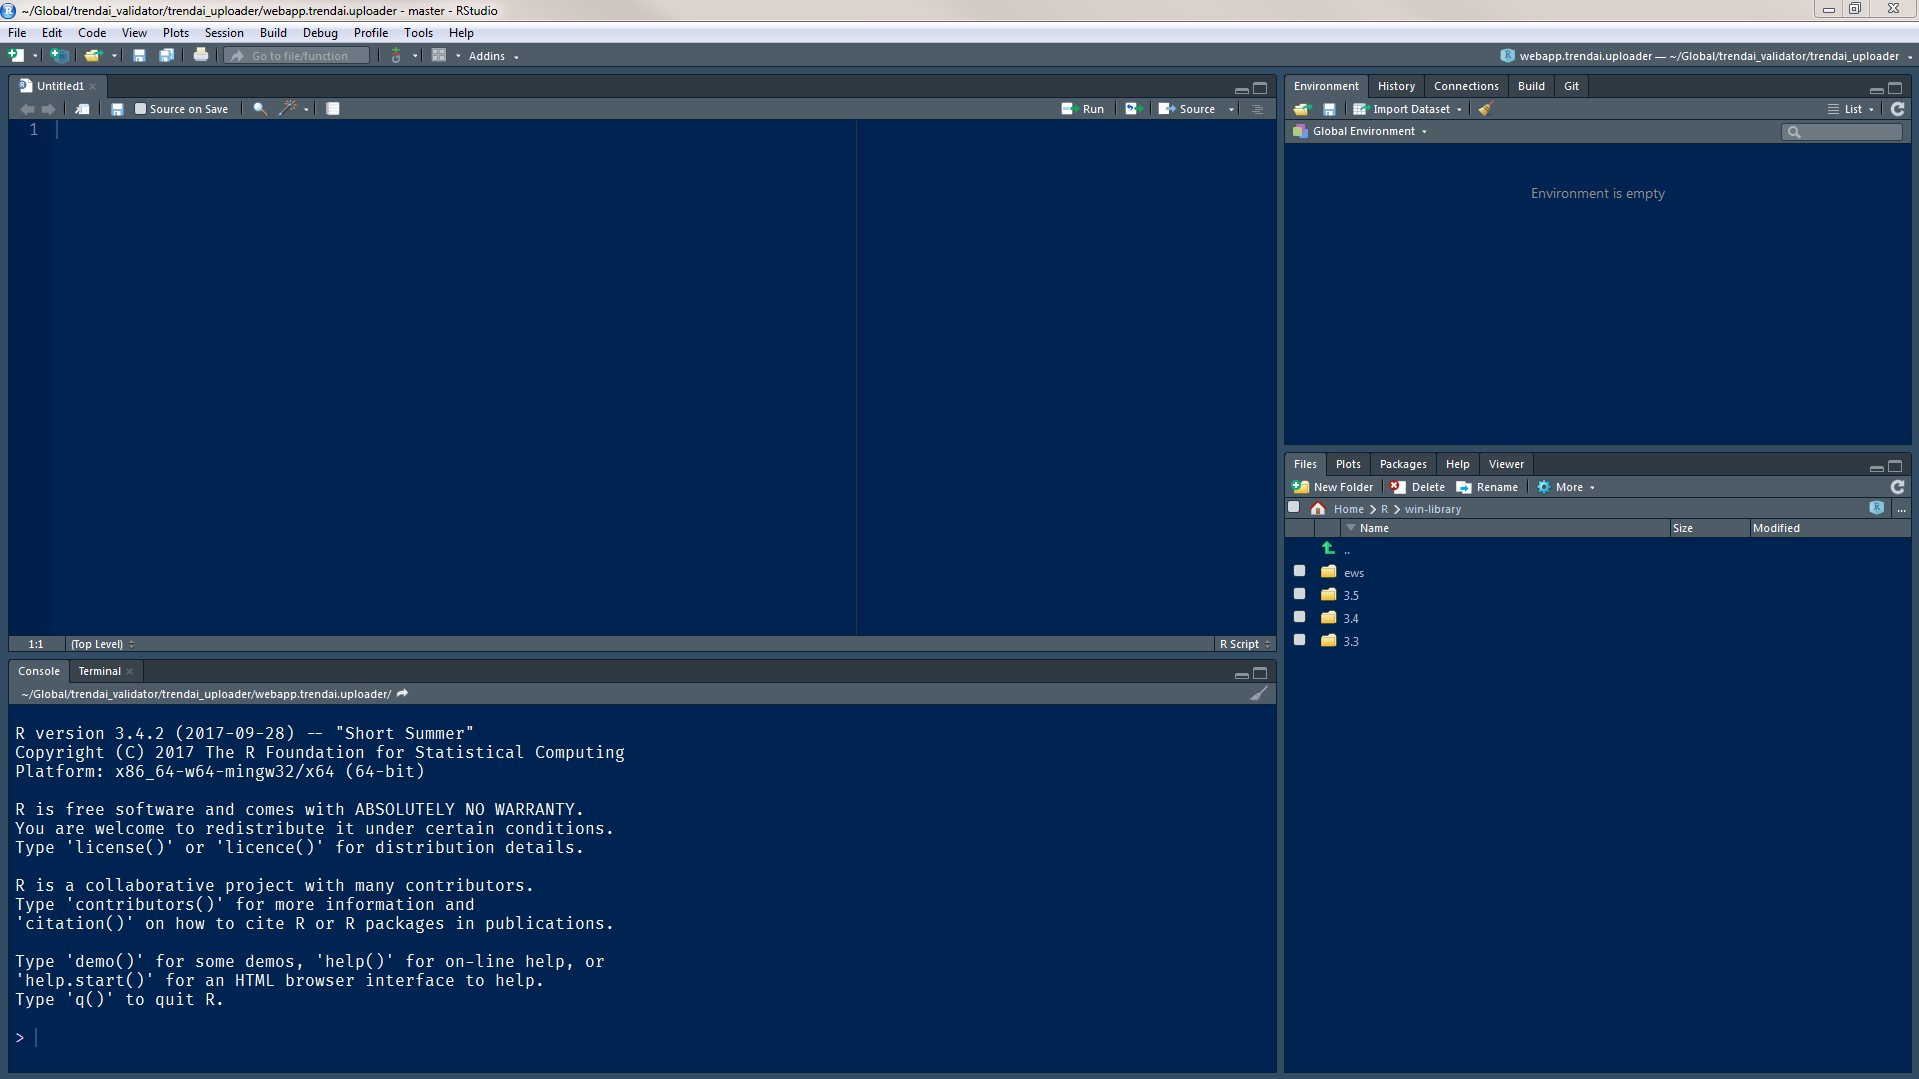 ~/Global/trendai_validator/trendai_uploader/webapp.trendai.uploader - master - RStudio
File Edit Code View Plots Session Build Debug Profile Tools Help
Go to file/function Addins webapp.trendai.uploader — ~/Global/trendai_validator/trendai_uploader
Untitled1
Source on Save Run Source
1
1:1 (Top Level) R Script
Console Terminal
~/Global/trendai_validator/trendai_uploader/webapp.trendai.uploader/
R version 3.4.2 (2017-09-28) -- "Short Summer"
Copyright (C) 2017 The R Foundation for Statistical Computing
Platform: x86_64-w64-mingw32/x64 (64-bit)
R is free software and comes with ABSOLUTELY NO WARRANTY.
You are welcome to redistribute it under certain conditions.
Type 'license()' or 'licence()' for distribution details.
R is a collaborative project with many contributors.
Type 'contributors()' for more information and
'citation()' on how to cite R or R packages in publications.
Type 'demo()' for some demos, 'help()' for on-line help, or
'help.start()' for an HTML browser interface to help.
Type 'q()' to quit R.
>
Environment History Connections Build Git
Import Dataset List
Global Environment
Environment is empty
Files Plots Packages Help Viewer
New Folder Delete Rename More
Home R win-library ...
Name Size Modified
..
ews
3.5
3.4
3.3